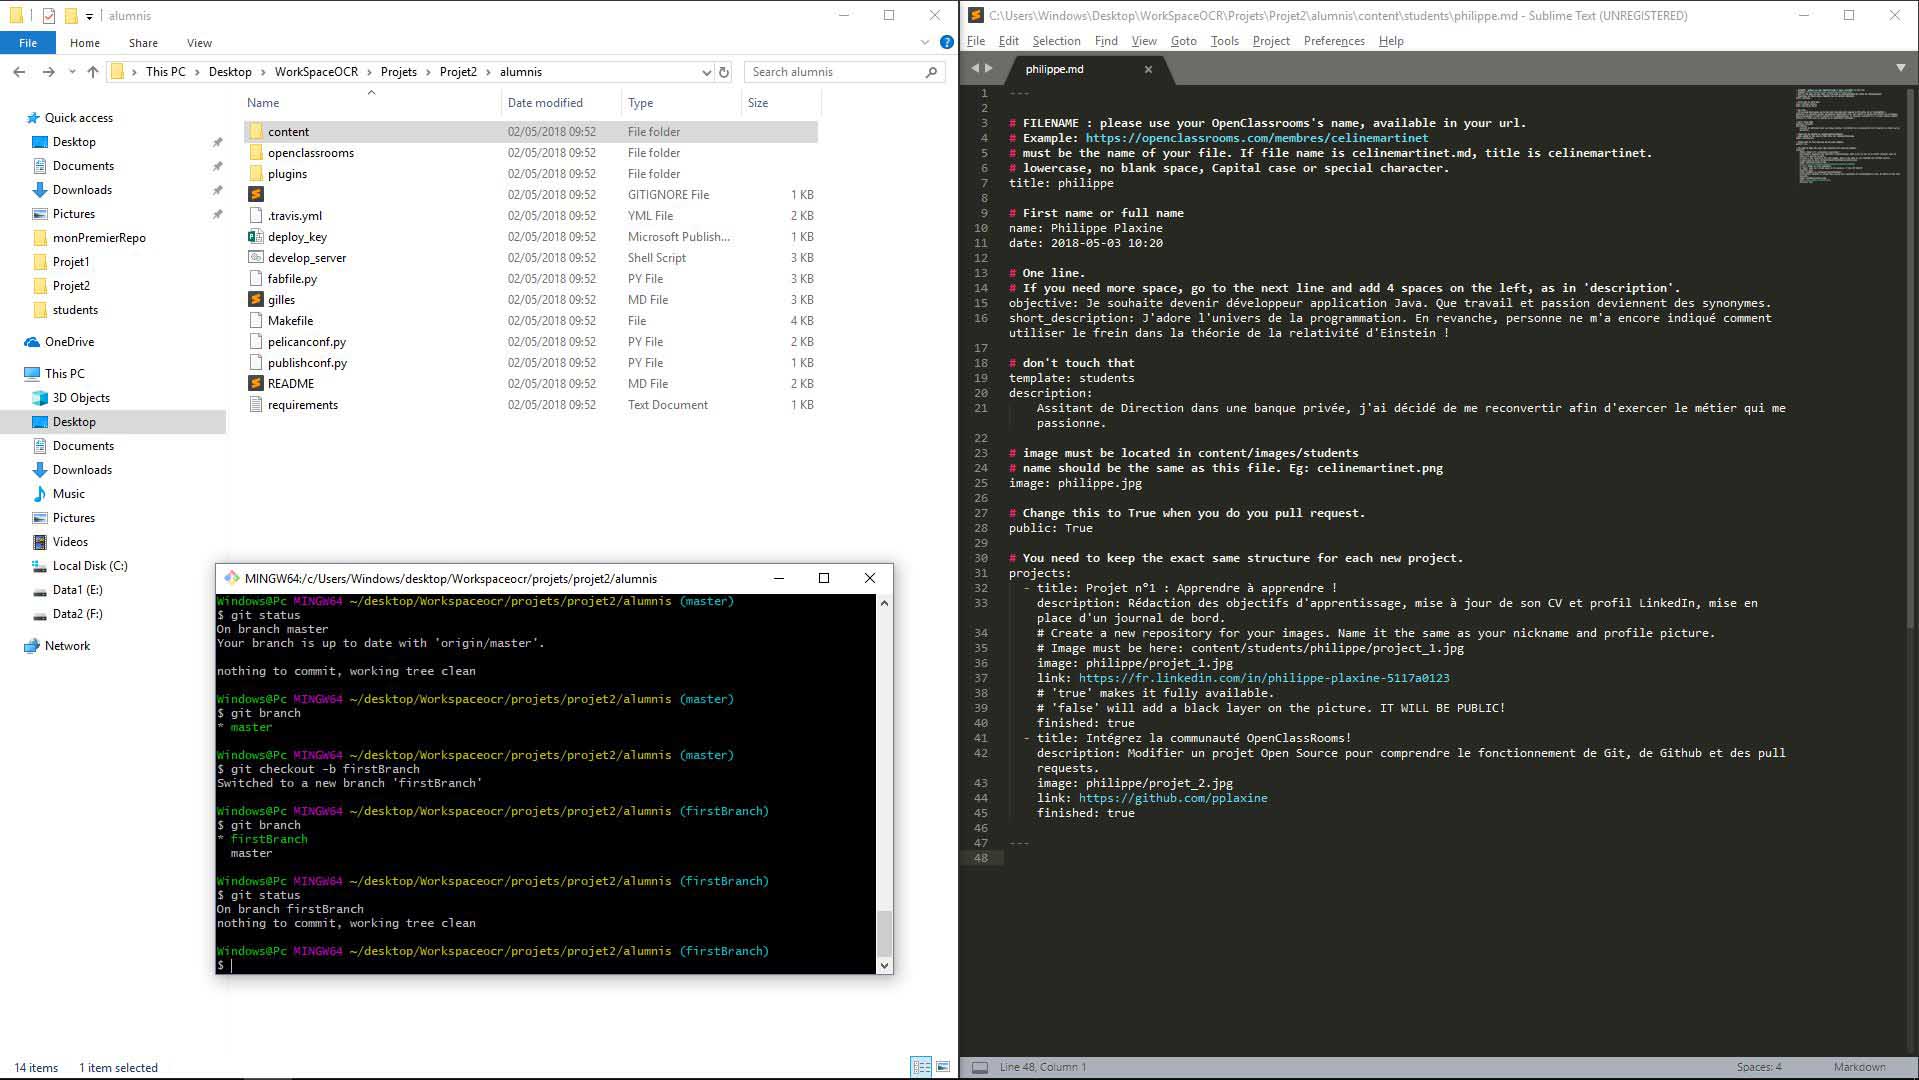 alumnis
File
Home
Share
View
This PC
Desktop
WorkSpaceOCR
Projets
Projet2
alumnis
Search alumnis
Name
Date modified
Type
Size
Quick access
Desktop
Documents
Downloads
Pictures
monPremierRepo
Projet1
Projet2
students
OneDrive
This PC
3D Objects
Desktop
Documents
Downloads
Music
Pictures
Videos
Local Disk (C:)
Data1 (E:)
Data2 (F:)
Network
content 02/05/2018 09:52 File folder
openclassrooms 02/05/2018 09:52 File folder
plugins 02/05/2018 09:52 File folder
02/05/2018 09:52 GITIGNORE File 1 KB
.travis.yml 02/05/2018 09:52 YML File 2 KB
deploy_key 02/05/2018 09:52 Microsoft Publish... 1 KB
develop_server 02/05/2018 09:52 Shell Script 3 KB
fabfile.py 02/05/2018 09:52 PY File 3 KB
gilles 02/05/2018 09:52 MD File 3 KB
Makefile 02/05/2018 09:52 File 4 KB
pelicanconf.py 02/05/2018 09:52 PY File 2 KB
publishconf.py 02/05/2018 09:52 PY File 1 KB
README 02/05/2018 09:52 MD File 2 KB
requirements 02/05/2018 09:52 Text Document 1 KB
14 items 1 item selected
MINGW64:/c/Users/Windows/desktop/Workspaceocr/projets/projet2/alumnis
Windows@Pc MINGW64 ~/desktop/Workspaceocr/projets/projet2/alumnis (master)
$ git status
On branch master
Your branch is up to date with 'origin/master'.
nothing to commit, working tree clean
Windows@Pc MINGW64 ~/desktop/Workspaceocr/projets/projet2/alumnis (master)
$ git branch
* master
Windows@Pc MINGW64 ~/desktop/Workspaceocr/projets/projet2/alumnis (master)
$ git checkout -b firstBranch
Switched to a new branch 'firstBranch'
Windows@Pc MINGW64 ~/desktop/Workspaceocr/projets/projet2/alumnis (firstBranch)
$ git branch
* firstBranch
master
Windows@Pc MINGW64 ~/desktop/Workspaceocr/projets/projet2/alumnis (firstBranch)
$ git status
On branch firstBranch
nothing to commit, working tree clean
Windows@Pc MINGW64 ~/desktop/Workspaceocr/projets/projet2/alumnis (firstBranch)
$
C:\Users\Windows\Desktop\WorkSpaceOCR\Projets\Projet2\alumnis\content\students\philippe.md - Sublime Text (UNREGISTERED)
File Edit Selection Find View Goto Tools Project Preferences Help
philippe.md
1 ---
2
3 # FILENAME : please use your OpenClassrooms's name, available in your url.
4 # Example: https://openclassrooms.com/membres/celinemartinet
5 # must be the name of your file. If file name is celinemartinet.md, title is celinemartinet.
6 # lowercase, no blank space, Capital case or special character.
7 title: philippe
8
9 # First name or full name
10 name: Philippe Plaxine
11 date: 2018-05-03 10:20
12
13 # One line.
14 # If you need more space, go to the next line and add 4 spaces on the left, as in 'description'.
15 objective: Je souhaite devenir développeur application Java. Que travail et passion deviennent des synonymes.
16 short_description: J'adore l'univers de la programmation. En revanche, personne ne m'a encore indiqué comment
utiliser le frein dans la théorie de la relativité d'Einstein !
17
18 # don't touch that
19 template: students
20 description:
21 Assitant de Direction dans une banque privée, j'ai décidé de me reconvertir afin d'exercer le métier qui me
passionne.
22
23 # image must be located in content/images/students
24 # name should be the same as this file. Eg: celinemartinet.png
25 image: philippe.jpg
26
27 # Change this to True when you do you pull request.
28 public: True
29
30 # You need to keep the exact same structure for each new project.
31 projects:
32 - title: Projet n°1 : Apprendre à apprendre !
33 description: Rédaction des objectifs d'apprentissage, mise à jour de son CV et profil LinkedIn, mise en
place d'un journal de bord.
34 # Create a new repository for your images. Name it the same as your nickname and profile picture.
35 # Image must be here: content/students/philippe/project_1.jpg
36 image: philippe/projet_1.jpg
37 link: https://fr.linkedin.com/in/philippe-plaxine-5117a0123
38 # 'true' makes it fully available.
39 # 'false' will add a black layer on the picture. IT WILL BE PUBLIC!
40 finished: true
41 - title: Intégrez la communauté OpenClassRooms!
42 description: Modifier un projet Open Source pour comprendre le fonctionnement de Git, de Github et des pull
requests.
43 image: philippe/projet_2.jpg
44 link: https://github.com/pplaxine
45 finished: true
46
47 ---
48
Line 48, Column 1
Spaces: 4
Markdown